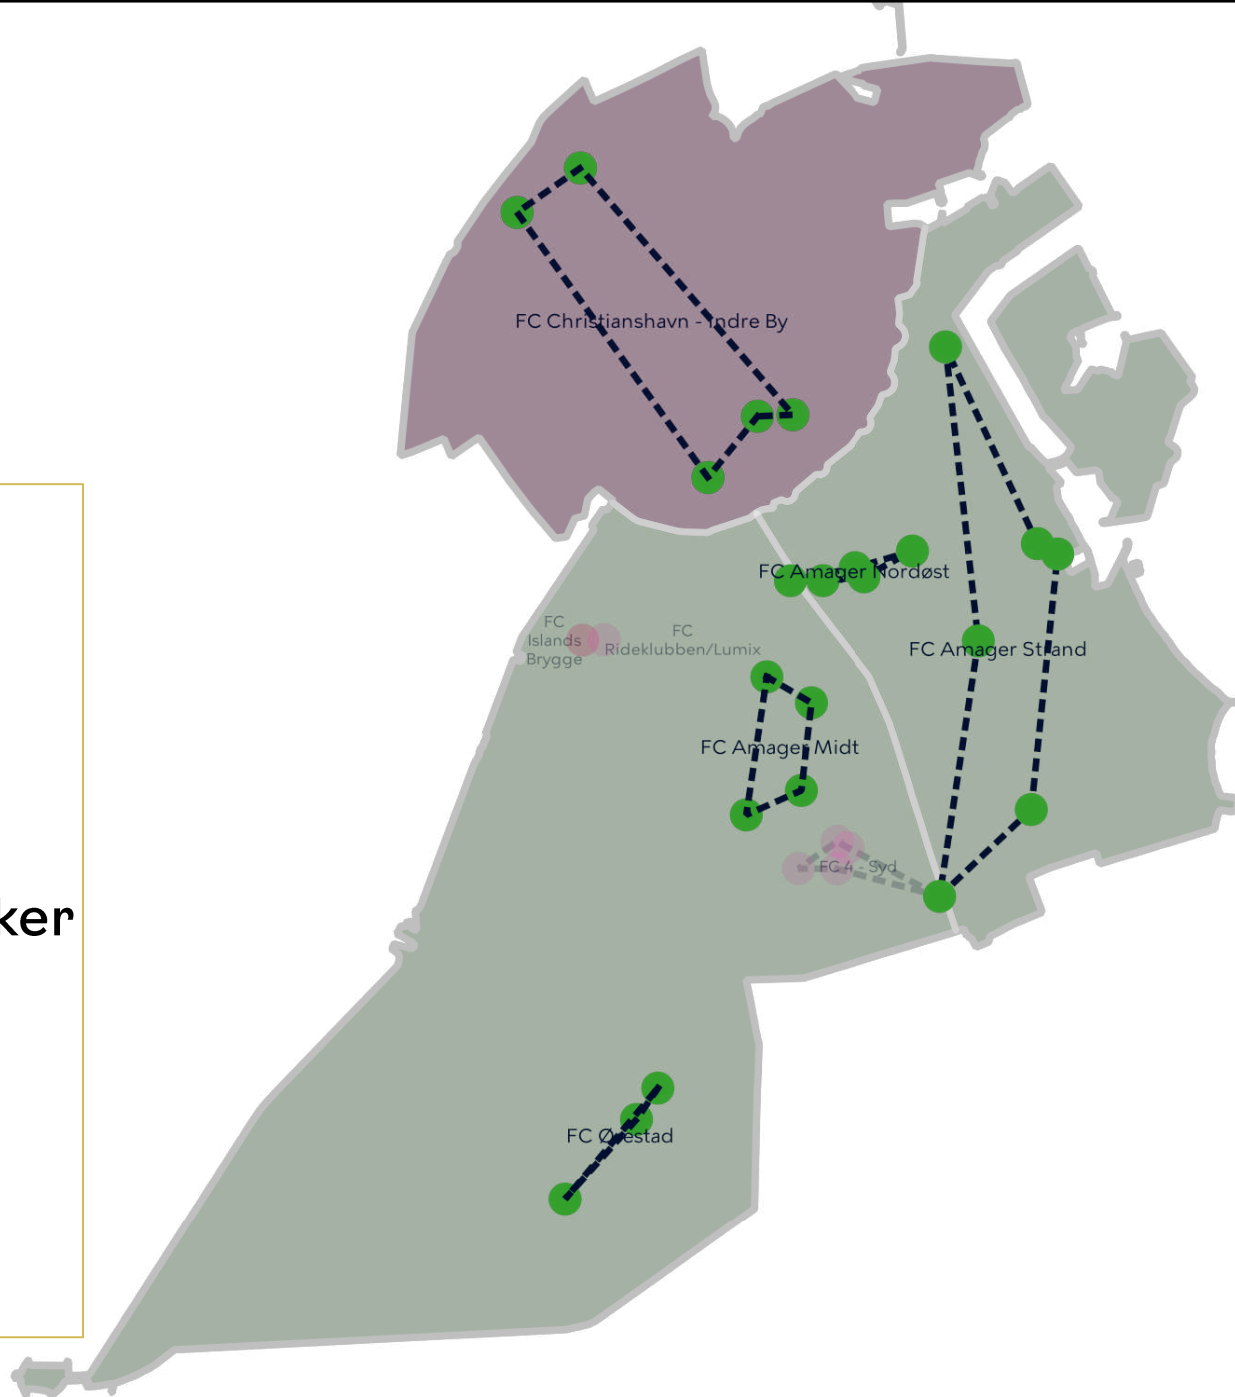 FC Christianshavn - Indre By
FC Amager Nordøst
FC
Islands
Brygge
FC
Rideklubben/Lumix
FC Amager Strand
FC Amager Midt
FC 4 - Syd
ker
FC Ørestad